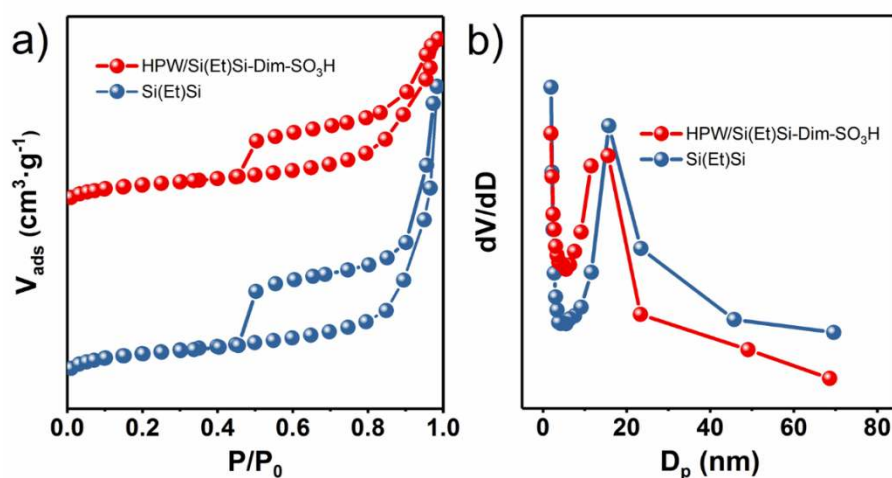 a)
HPW/Si(Et)Si-Dim-SO₃H
Si(Et)Si
V_ads (cm³·g⁻¹)
0.0 0.2 0.4 0.6 0.8 1.0
P/P₀
b)
HPW/Si(Et)Si-Dim-SO₃H
Si(Et)Si
dV/dD
0 20 40 60 80
D_p (nm)